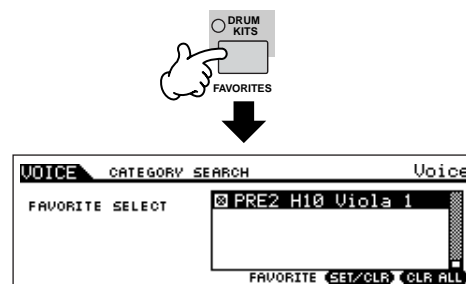 DRUM
KITS
FAVORITES
VOICE CATEGORY SEARCH Voice
FAVORITE SELECT PRE2 H10 Viola 1
FAVORITE SET/CLR CLR ALL